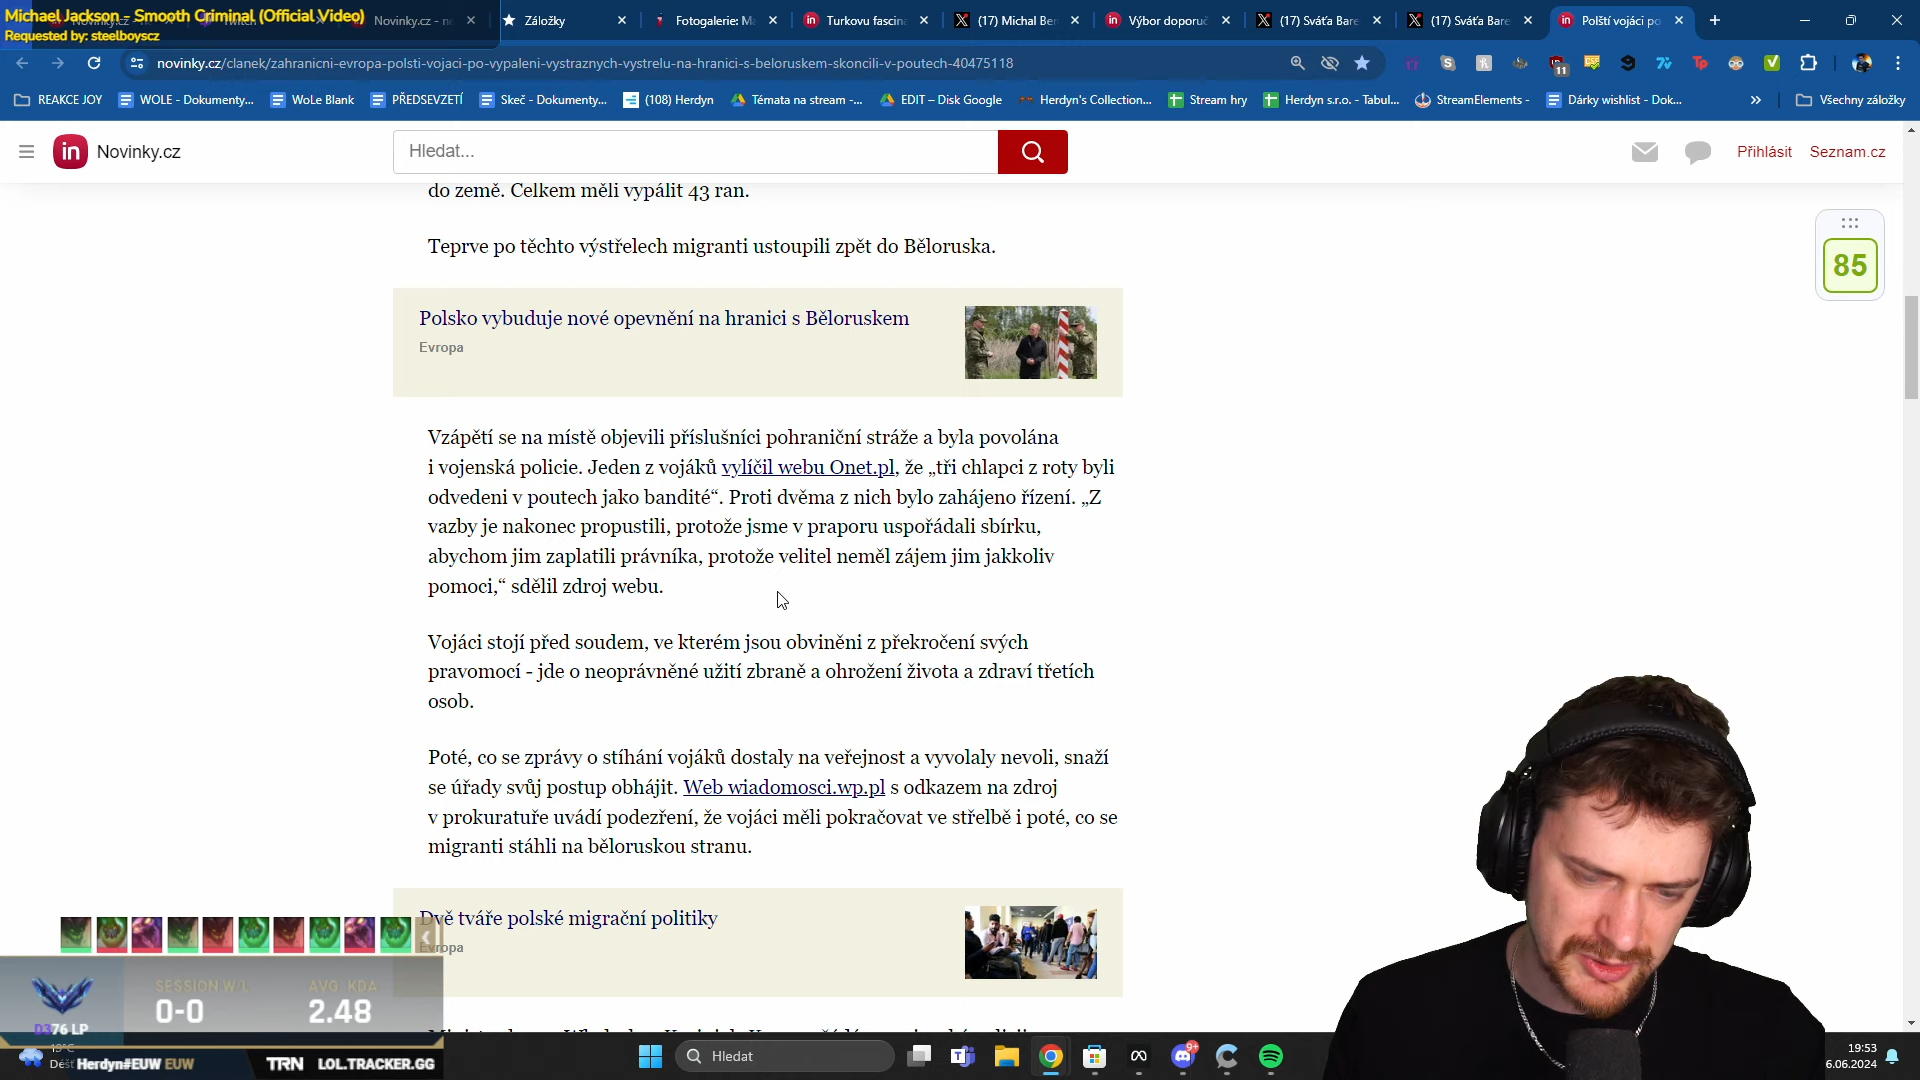 Michael Jackson - Smooth Criminal (Official Video)
Requested by: steelboyscz
Novinky.cz - ne
Záložky
Fotogalerie: M
Turkovu fascin
(17) Michal Ber
Výbor doporuč
(17) Sváťa Bare
(17) Sváťa Bare
Polští vojáci po
novinky.cz/clanek/zahranicni-evropa-polsti-vojaci-po-vypaleni-vystraznych-vystrelu-na-hranici-s-beloruskem-skoncili-v-poutech-40475118
11
REAKCE JOY
WOLE - Dokumenty...
WoLe Blank
PŘEDSEVZETÍ
Skeč - Dokumenty...
(108) Herdyn
Témata na stream -...
EDIT – Disk Google
Herdyn's Collection...
Stream hry
Herdyn s.r.o. - Tabul...
StreamElements -
Dárky wishlist - Dok...
»
Všechny záložky
in Novinky.cz
Hledat...
Přihlásit
Seznam.cz
do země. Celkem měli vypálit 43 ran.
Teprve po těchto výstřelech migranti ustoupili zpět do Běloruska.
85
Polsko vybuduje nové opevnění na hranici s Běloruskem
Evropa
Vzápětí se na místě objevili příslušníci pohraniční stráže a byla povolána
i vojenská policie. Jeden z vojáků vylíčil webu Onet.pl, že „tři chlapci z roty byli
odvedeni v poutech jako bandité“. Proti dvěma z nich bylo zahájeno řízení. „Z
vazby je nakonec propustili, protože jsme v praporu uspořádali sbírku,
abychom jim zaplatili právníka, protože velitel neměl zájem jim jakkoliv
pomoci,“ sdělil zdroj webu.
Vojáci stojí před soudem, ve kterém jsou obviněni z překročení svých
pravomocí - jde o neoprávněné užití zbraně a ohrožení života a zdraví třetích
osob.
Poté, co se zprávy o stíhání vojáků dostaly na veřejnost a vyvolaly nevoli, snaží
se úřady svůj postup obhájit. Web wiadomosci.wp.pl s odkazem na zdroj
v prokuratuře uvádí podezření, že vojáci měli pokračovat ve střelbě i poté, co se
migranti stáhli na běloruskou stranu.
Dvě tváře polské migrační politiky
Evropa
SESSION W/L
0-0
AVG. KDA
2.48
D3 76 LP
Herdyn#EUW EUW
TRN LOL.TRACKER.GG
Hledat
9+
19:53
6.06.2024